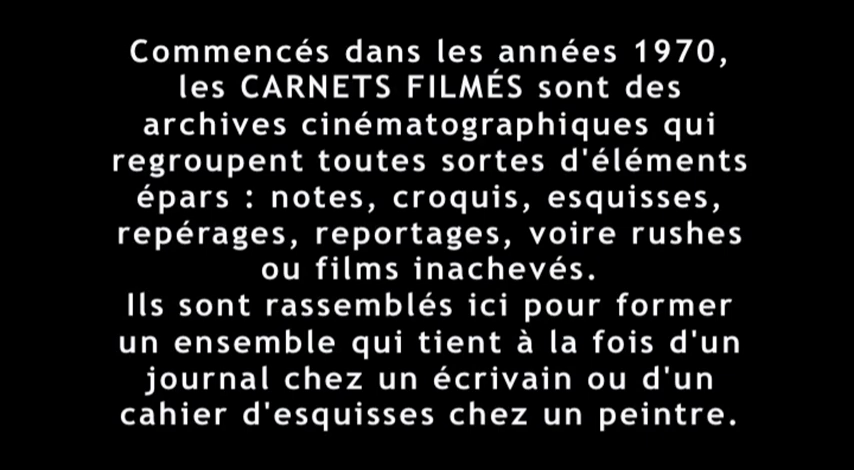 Commencés dans les années 1970,
les CARNETS FILMÉS sont des
archives cinématographiques qui
regroupent toutes sortes d'éléments
épars : notes, croquis, esquisses,
repérages, reportages, voire rushes
ou films inachevés.
Ils sont rassemblés ici pour former
un ensemble qui tient à la fois d'un
journal chez un écrivain ou d'un
cahier d'esquisses chez un peintre.